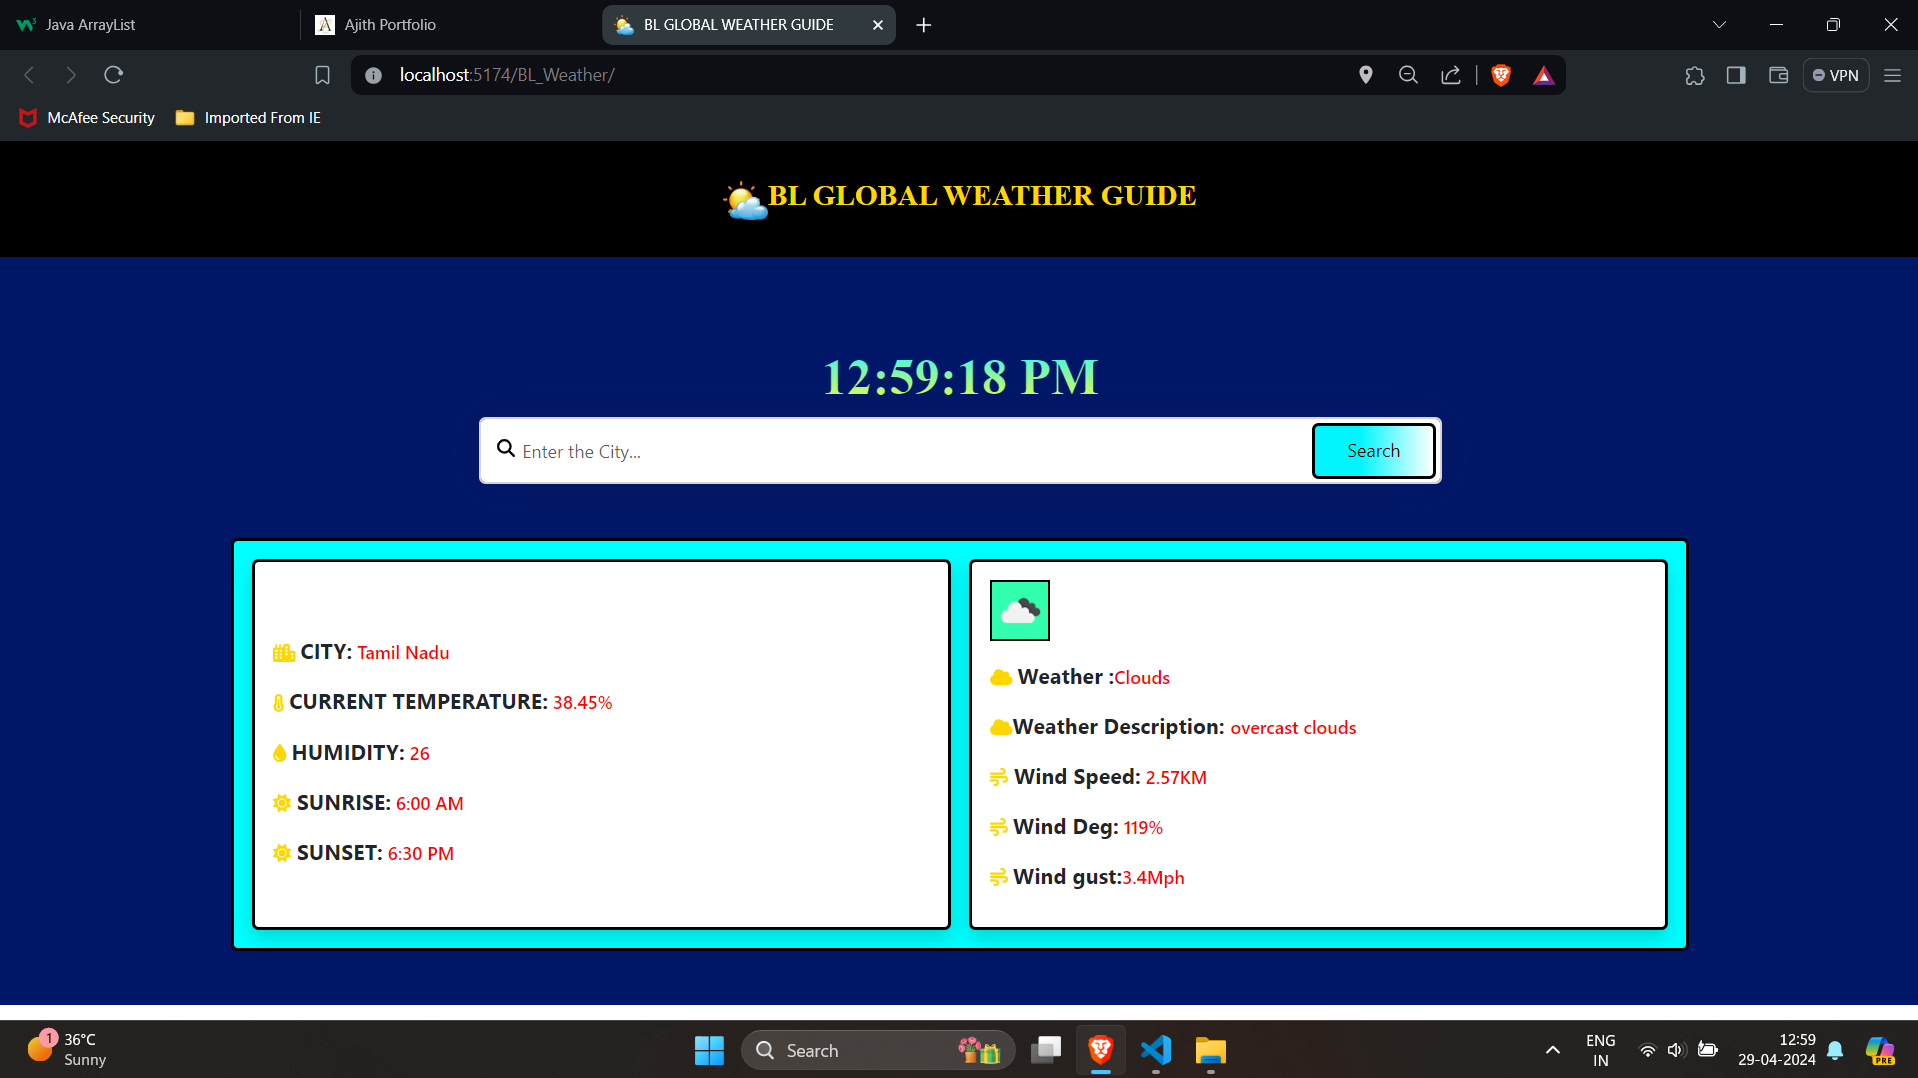 Java ArrayList
Ajith Portfolio
BL GLOBAL WEATHER GUIDE
localhost:5174/BL_Weather/
VPN
McAfee Security
Imported From IE
BL GLOBAL WEATHER GUIDE
12:59:18 PM
Enter the City...
Search
CITY: Tamil Nadu
CURRENT TEMPERATURE: 38.45%
HUMIDITY: 26
SUNRISE: 6:00 AM
SUNSET: 6:30 PM
Weather :Clouds
Weather Description: overcast clouds
Wind Speed: 2.57KM
Wind Deg: 119%
Wind gust:3.4Mph
1
36°C
Sunny
Search
ENG
IN
12:59
29-04-2024
PRE